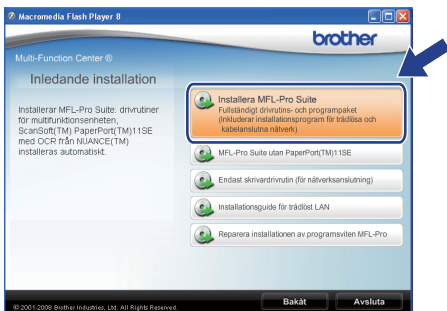 Macromedia Flash Player 8
brother
Multi-Function Center ®
Inledande installation
Installerar MFL-Pro Suite: drivrutiner
för multifunktionsenheten,
ScanSoft(TM) PaperPort(TM)11SE
med OCR från NUANCE(TM)
installeras automatiskt.
Installera MFL-Pro Suite
Fullständigt drivrutins- och programpaket
(Inkluderar installationsprogram för trådlösa och
kabelanslutna nätverk)
MFL-Pro Suite utan PaperPort(TM)11SE
Endast skrivardrivrutin (för nätverksanslutning)
Installationsguide för trådlöst LAN
Reparera installationen av programsviten MFL-Pro
© 2001-2008 Brother Industries, Ltd. All Rights Reserved.
Bakåt
Avsluta